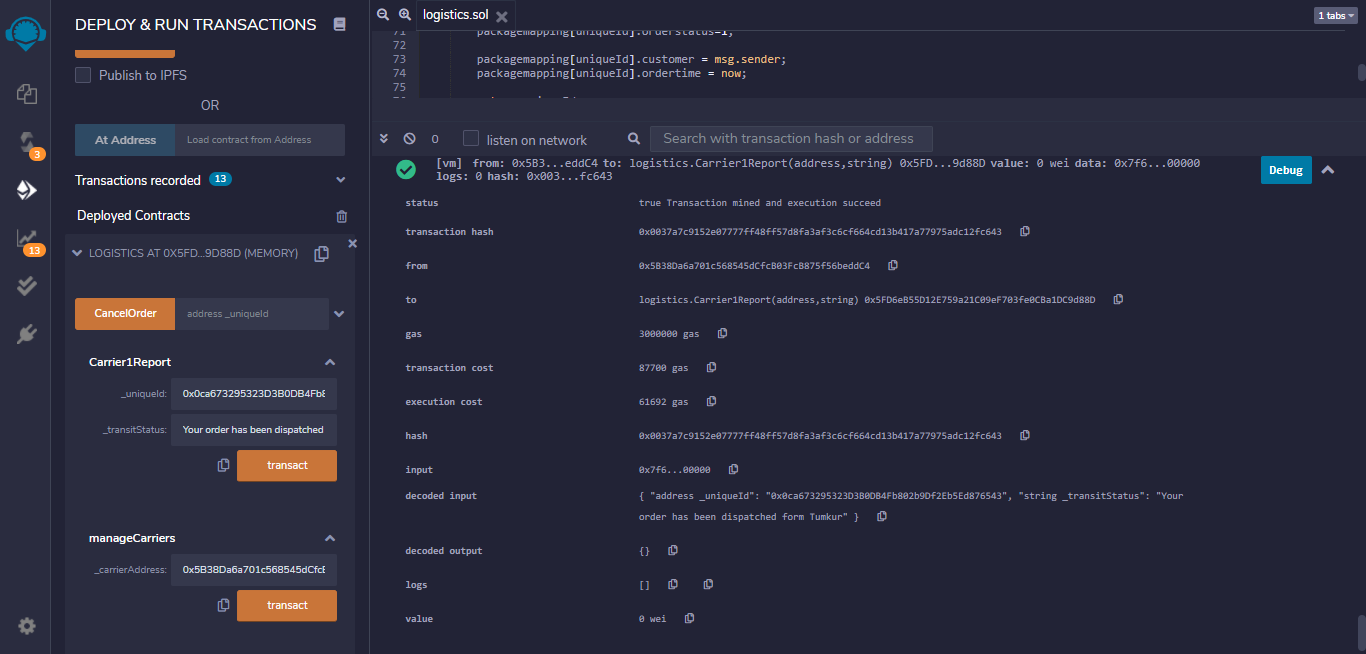 DEPLOY & RUN TRANSACTIONS
Publish to IPFS
OR
At Address
Load contract from Address
Transactions recorded 13
Deployed Contracts
LOGISTICS AT 0X5FD...9D88D (MEMORY)
CancelOrder
address _uniqueId
Carrier1Report
_uniqueId:
0x0ca673295323D3B0DB4Fb8
_transitStatus:
Your order has been dispatched
transact
manageCarriers
_carrierAddress:
0x5B38Da6a701c568545dCfcB
transact
3
13
logistics.sol
1 tabs
71 packagemapping[uniqueId].orderstatus=1;
72
73 packagemapping[uniqueId].customer = msg.sender;
74 packagemapping[uniqueId].ordertime = now;
75
0
listen on network
Search with transaction hash or address
[vm] from: 0x5B3...eddC4 to: logistics.Carrier1Report(address,string) 0x5FD...9d88D value: 0 wei data: 0x7f6...00000
logs: 0 hash: 0x003...fc643
Debug
status true Transaction mined and execution succeed
transaction hash 0x0037a7c9152e07777ff48ff57d8fa3af3c6cf664cd13b417a77975adc12fc643
from 0x5B38Da6a701c568545dCfcB03FcB875f56beddC4
to logistics.Carrier1Report(address,string) 0x5FD6eB55D12E759a21C09eF703fe0CBa1DC9d88D
gas 3000000 gas
transaction cost 87700 gas
execution cost 61692 gas
hash 0x0037a7c9152e07777ff48ff57d8fa3af3c6cf664cd13b417a77975adc12fc643
input 0x7f6...00000
decoded input { "address _uniqueId": "0x0ca673295323D3B0DB4Fb802b9Df2Eb5Ed876543", "string _transitStatus": "Your
order has been dispatched form Tumkur" }
decoded output {}
logs []
value 0 wei